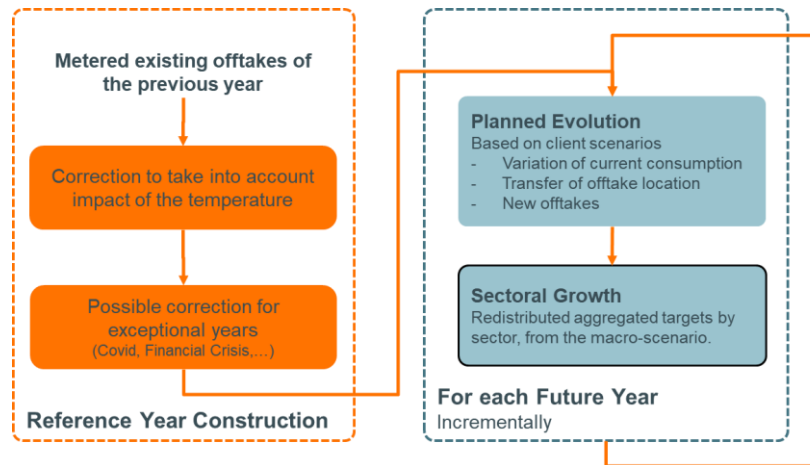 Metered existing offtakes of
the previous year
Correction to take into account
impact of the temperature
Possible correction for
exceptional years
(Covid, Financial Crisis,...)
Reference Year Construction
Planned Evolution
Based on client scenarios
- Variation of current consumption
- Transfer of offtake location
- New offtakes
Sectoral Growth
Redistributed aggregated targets by
sector, from the macro-scenario.
For each Future Year
Incrementally